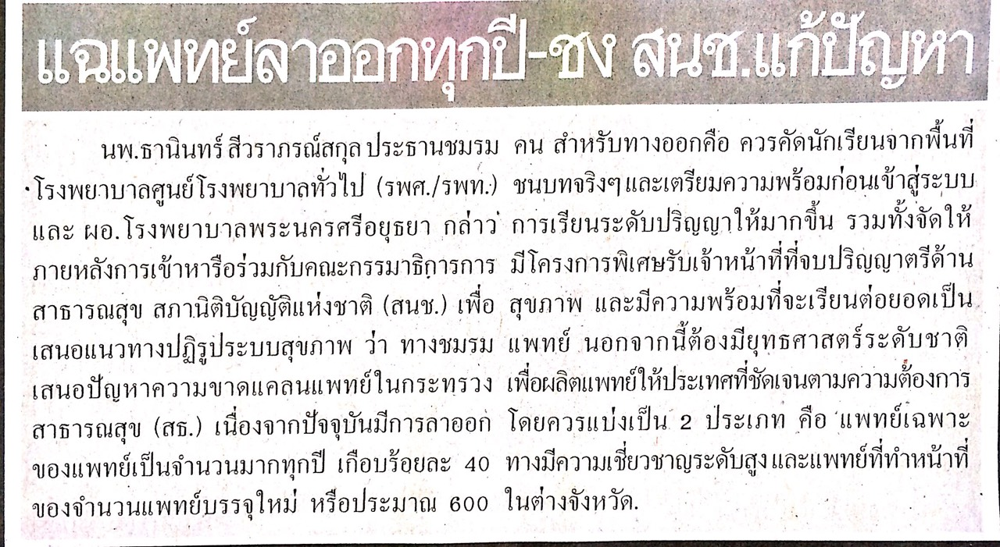 แฉแพทย์ลาออกทุกปี-ชง สนช.แก้ปัญหา
นพ.ธานินทร์ สีวราภรณ์สกุล ประธานชมรม
โรงพยาบาลศูนย์โรงพยาบาลทั่วไป (รพศ./รพท.)
และ ผอ.โรงพยาบาลพระนครศรีอยุธยา กล่าว
ภายหลังการเข้าหารือร่วมกับคณะกรรมาธิการการ
สาธารณสุข สภานิติบัญญัติแห่งชาติ (สนช.) เพื่อ
เสนอแนวทางปฏิรูประบบสุขภาพ ว่า ทางชมรม
เสนอปัญหาความขาดแคลนแพทย์ในกระทรวง
สาธารณสุข (สธ.) เนื่องจากปัจจุบันมีการลาออก
ของแพทย์เป็นจำนวนมากทุกปี เกือบร้อยละ 40
ของจำนวนแพทย์บรรจุใหม่ หรือประมาณ 600
คน สำหรับทางออกคือ ควรคัดนักเรียนจากพื้นที่
ชนบทจริงๆ และเตรียมความพร้อมก่อนเข้าสู่ระบบ
การเรียนระดับปริญญาให้มากขึ้น รวมทั้งจัดให้
มีโครงการพิเศษรับเจ้าหน้าที่ที่จบปริญญาตรีด้าน
สุขภาพ และมีความพร้อมที่จะเรียนต่อยอดเป็น
แพทย์ นอกจากนี้ต้องมียุทธศาสตร์ระดับชาติ
เพื่อผลิตแพทย์ให้ประเทศที่ชัดเจนตามความต้องการ
โดยควรแบ่งเป็น 2 ประเภท คือ แพทย์เฉพาะ
ทางมีความเชี่ยวชาญระดับสูง และแพทย์ที่ทำหน้าที่
ในต่างจังหวัด.